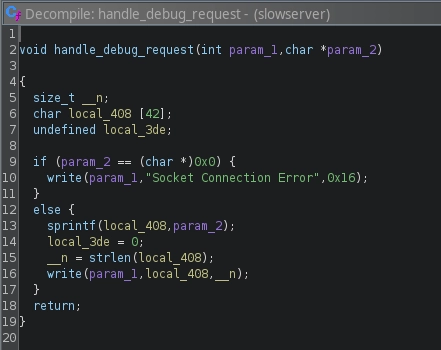 Decompile: handle_debug_request - (slowserver)
1
2 void handle_debug_request(int param_1,char *param_2)
3
4 {
5   size_t __n;
6   char local_408 [42];
7   undefined local_3de;
8
9   if (param_2 == (char *)0x0) {
10     write(param_1,"Socket Connection Error",0x16);
11   }
12   else {
13     sprintf(local_408,param_2);
14     local_3de = 0;
15     __n = strlen(local_408);
16     write(param_1,local_408,__n);
17   }
18   return;
19 }
20